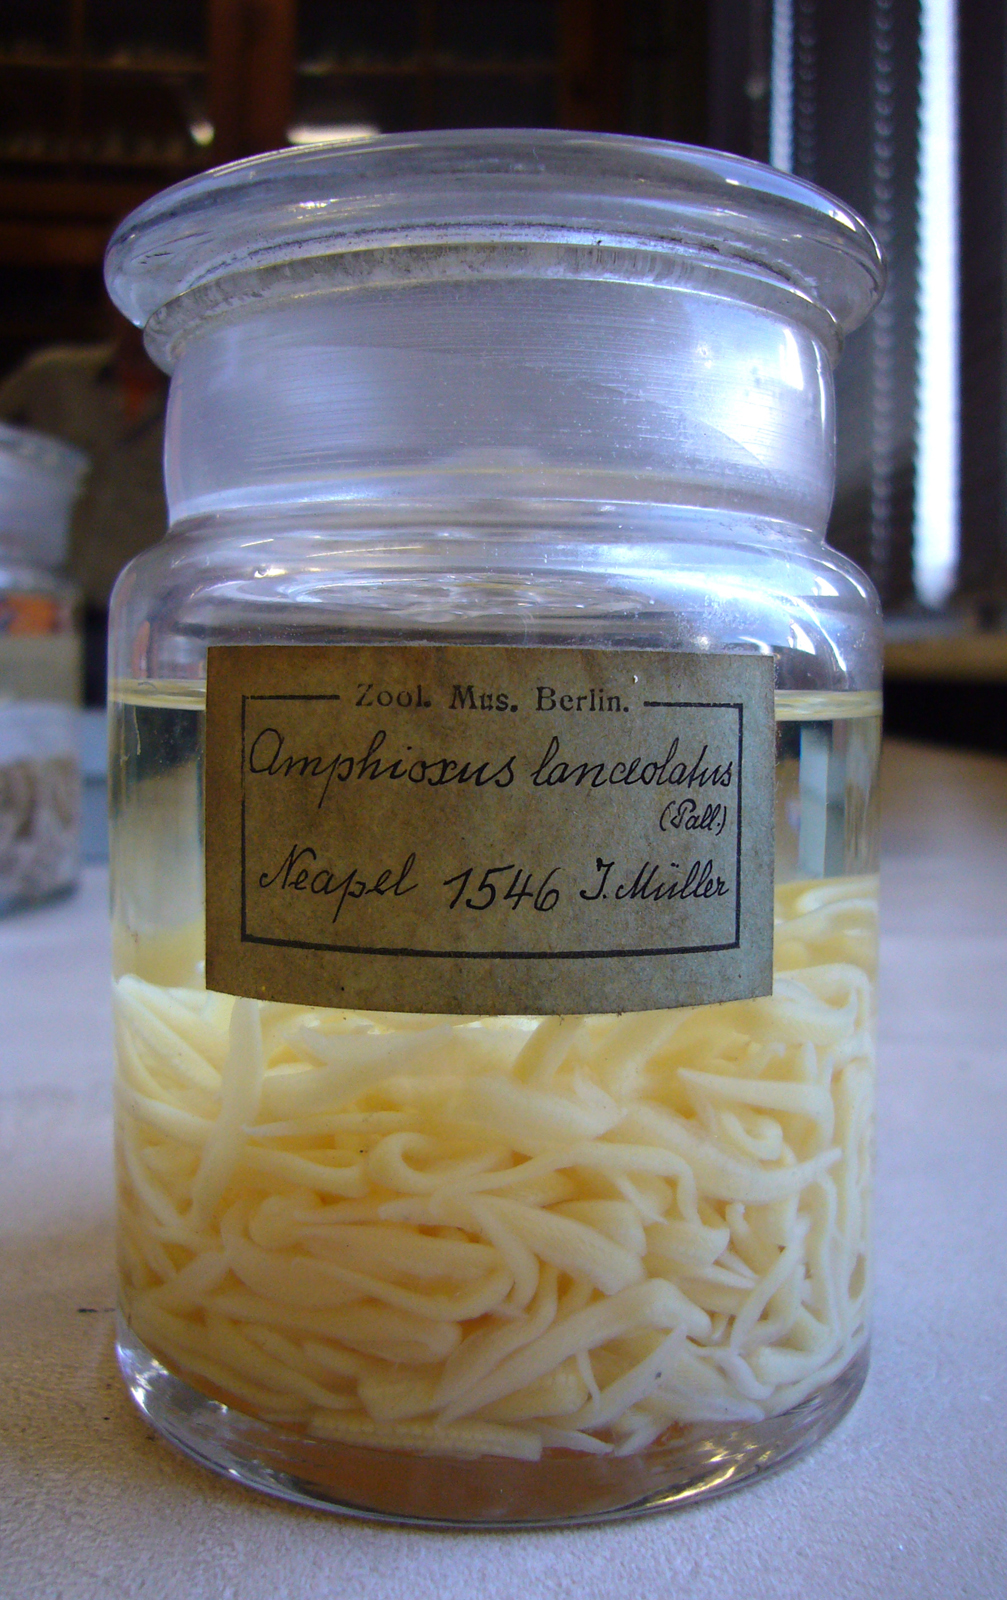 Zool. Mus. Berlin.
Amphioxus lanceolatus
(Pall.)
Neapel 1546 J. Müller